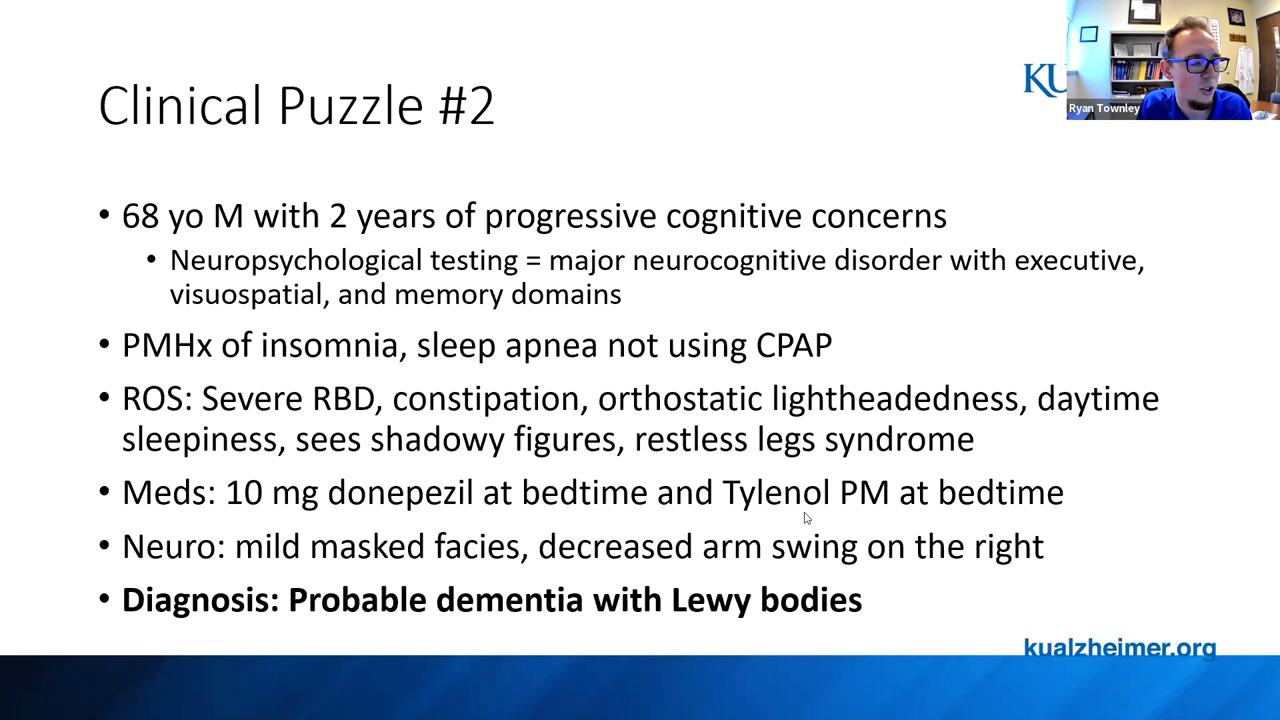 Clinical Puzzle #2
KU
Ryan Townley
• 68 yo M with 2 years of progressive cognitive concerns
• Neuropsychological testing = major neurocognitive disorder with executive,
visuospatial, and memory domains
• PMHx of insomnia, sleep apnea not using CPAP
• ROS: Severe RBD, constipation, orthostatic lightheadedness, daytime
sleepiness, sees shadowy figures, restless legs syndrome
• Meds: 10 mg donepezil at bedtime and Tylenol PM at bedtime
• Neuro: mild masked facies, decreased arm swing on the right
• Diagnosis: Probable dementia with Lewy bodies
kualzheimer.org